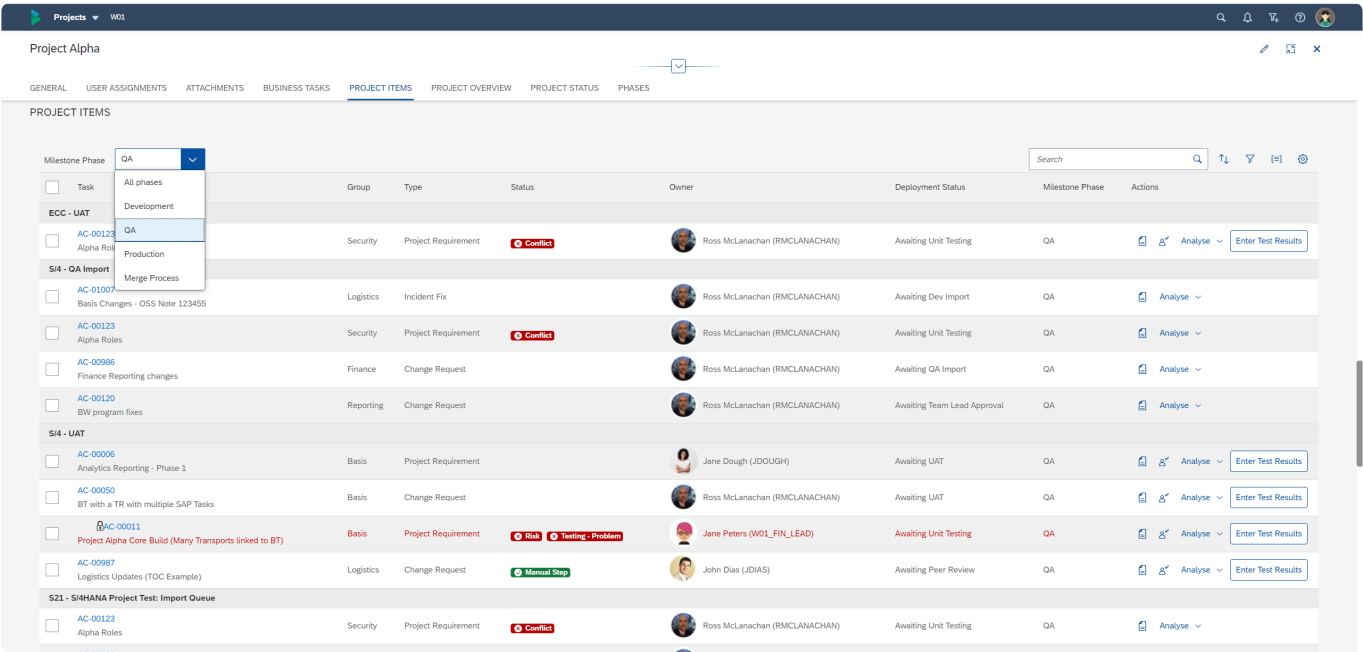 Projects W01
Project Alpha
GENERAL USER ASSIGNMENTS ATTACHMENTS BUSINESS TASKS PROJECT ITEMS PROJECT OVERVIEW PROJECT STATUS PHASES
PROJECT ITEMS
Milestone Phase QA Search
All phases
Development
QA
Production
Merge Process
Task Group Type Status Owner Deployment Status Milestone Phase Actions
ECC - UAT
AC-00123
Alpha Security Project Requirement Conflict Ross McLanachan (RMCLANACHAN) Awaiting Unit Testing QA Analyse Enter Test Results
S/4 - QA Import
AC-01007
Basis Changes - OSS Note 123455 Logistics Incident Fix Ross McLanachan (RMCLANACHAN) Awaiting Dev Import QA Analyse
AC-00123
Alpha Roles Security Project Requirement Conflict Ross McLanachan (RMCLANACHAN) Awaiting Unit Testing QA Analyse
AC-00986
Finance Reporting changes Finance Change Request Ross McLanachan (RMCLANACHAN) Awaiting QA Import QA Analyse
AC-00120
BW program fixes Reporting Change Request Ross McLanachan (RMCLANACHAN) Awaiting Team Lead Approval QA Analyse
S/4 - UAT
AC-00006
Analytics Reporting - Phase 1 Basis Project Requirement Jane Dough (JDOUGH) Awaiting UAT QA Analyse Enter Test Results
AC-00050
BT with a TR with multiple SAP Tasks Basis Change Request Ross McLanachan (RMCLANACHAN) Awaiting UAT QA Analyse Enter Test Results
AC-00011
Project Alpha Core Build (Many Transports linked to BT) Basis Project Requirement Risk Testing - Problem Jane Peters (W01_FIN_LEAD) Awaiting Unit Testing QA Analyse Enter Test Results
AC-00987
Logistics Updates (TOC Example) Logistics Change Request Manual Step John Dias (JDIAS) Awaiting Peer Review QA Analyse Enter Test Results
S21 - S/4HANA Project Test: Import Queue
AC-00123
Alpha Roles Security Project Requirement Conflict Ross McLanachan (RMCLANACHAN) Awaiting Unit Testing QA Analyse